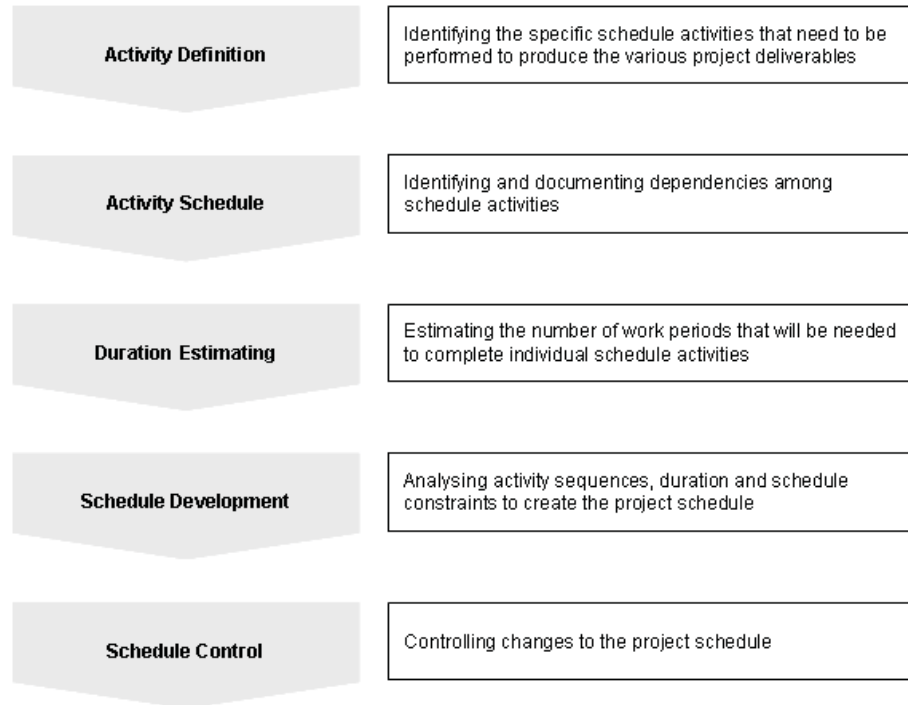 Activity Definition
Identifying the specific schedule activities that need to be
performed to produce the various project deliverables
Activity Schedule
Identifying and documenting dependencies among
schedule activities
Duration Estimating
Estimating the number of work periods that will be needed
to complete individual schedule activities
Schedule Development
Analysing activity sequences, duration and schedule
constraints to create the project schedule
Schedule Control
Controlling changes to the project schedule